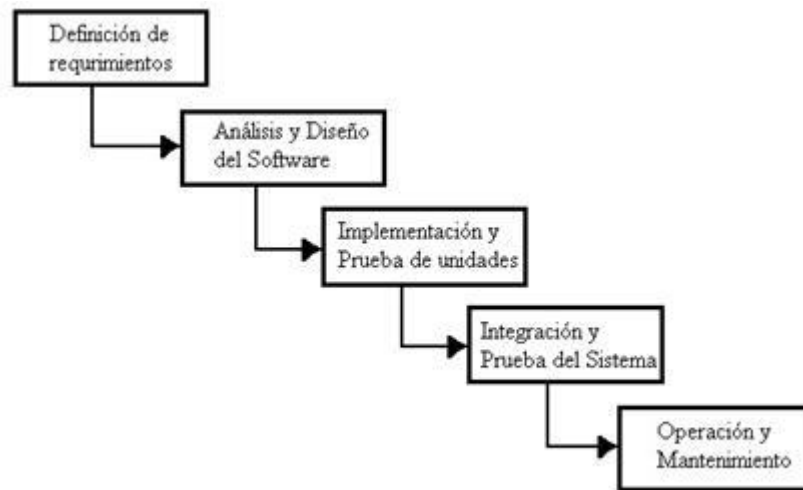 Definición de
requrimientos
Análisis y Diseño
del Software
Implementación y
Prueba de unidades
Integración y
Prueba del Sistema
Operación y
Mantenimiento